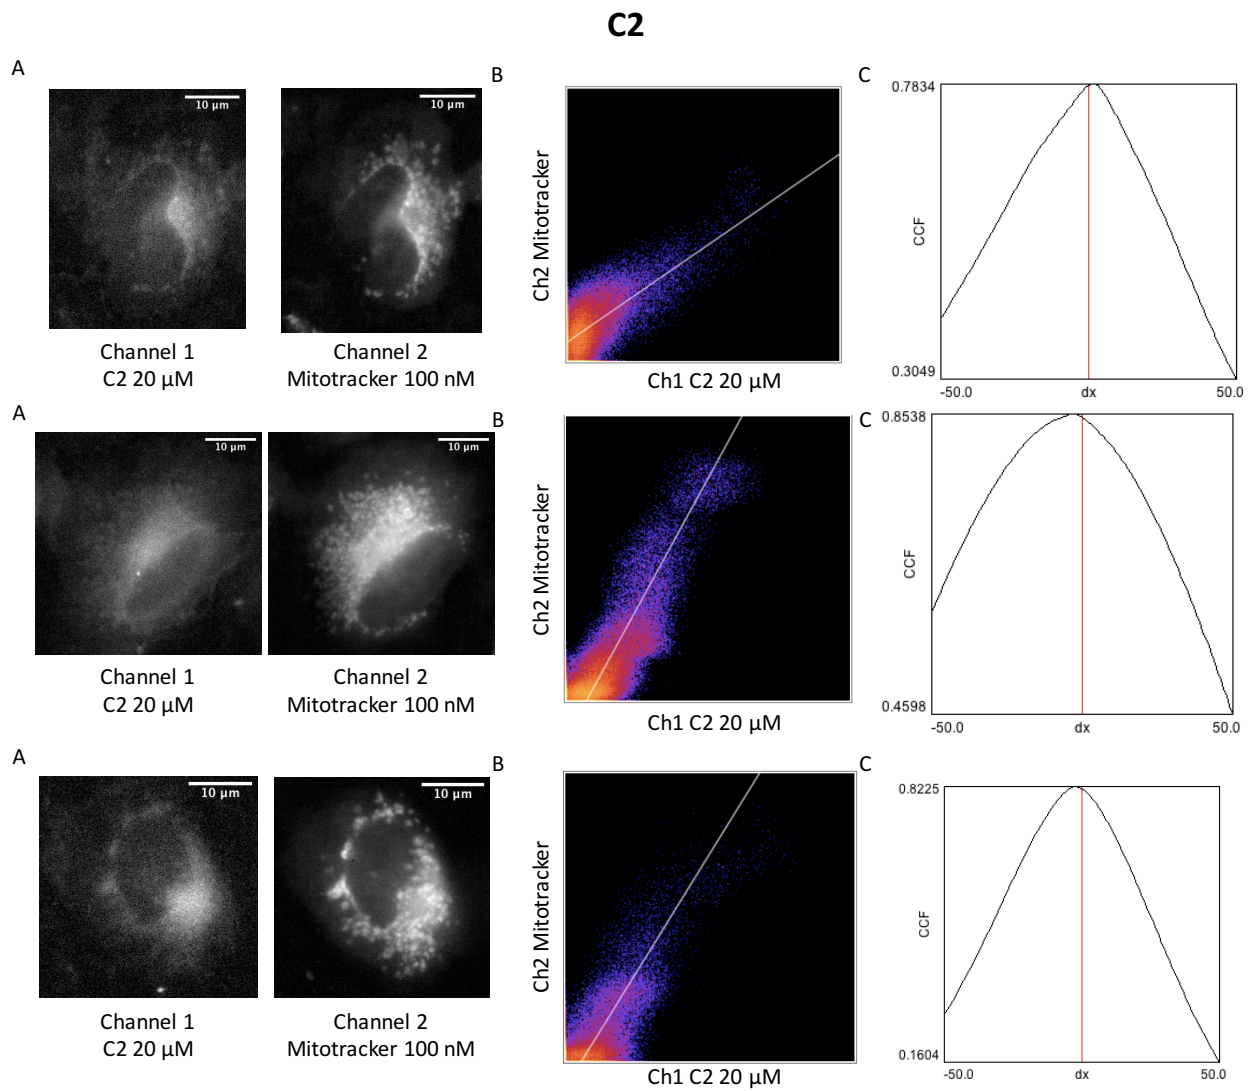 C2
A
10 µm
10 µm
Channel 1
C2 20 µM
Channel 2
Mitotracker 100 nM
B
Ch2 Mitotracker
Ch1 C2 20 µM
C
0.7834
CCF
0.3049
-50.0
dx
50.0
A
10 µm
10 µm
Channel 1
C2 20 µM
Channel 2
Mitotracker 100 nM
B
Ch2 Mitotracker
Ch1 C2 20 µM
C
0.8538
CCF
0.4598
-50.0
dx
50.0
A
10 µm
10 µm
Channel 1
C2 20 µM
Channel 2
Mitotracker 100 nM
B
Ch2 Mitotracker
Ch1 C2 20 µM
C
0.8225
CCF
0.1604
-50.0
dx
50.0